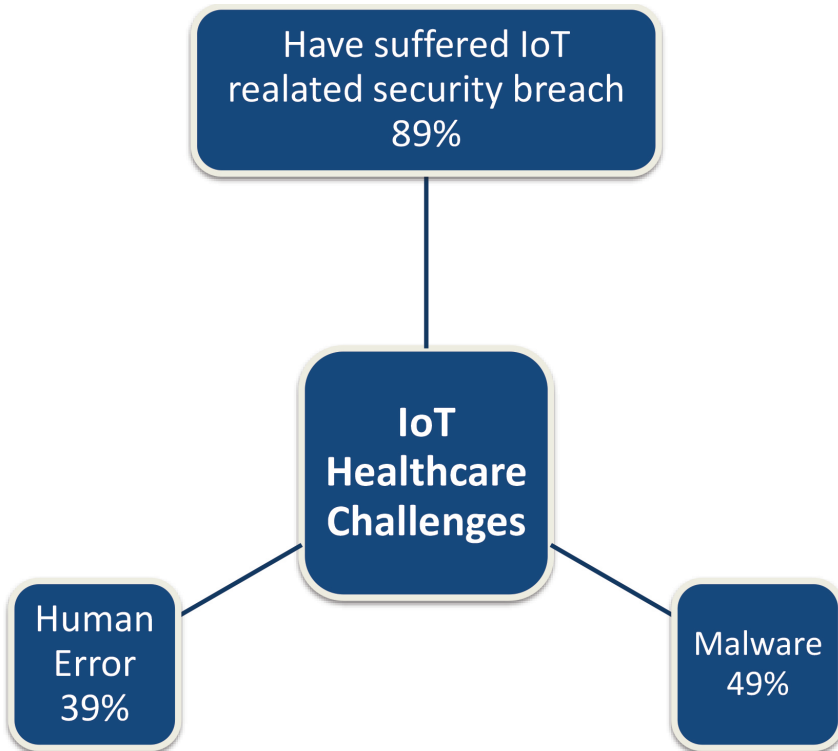 Have suffered IoT
realated security breach
89%
IoT
Healthcare
Challenges
Human
Error
39%
Malware
49%